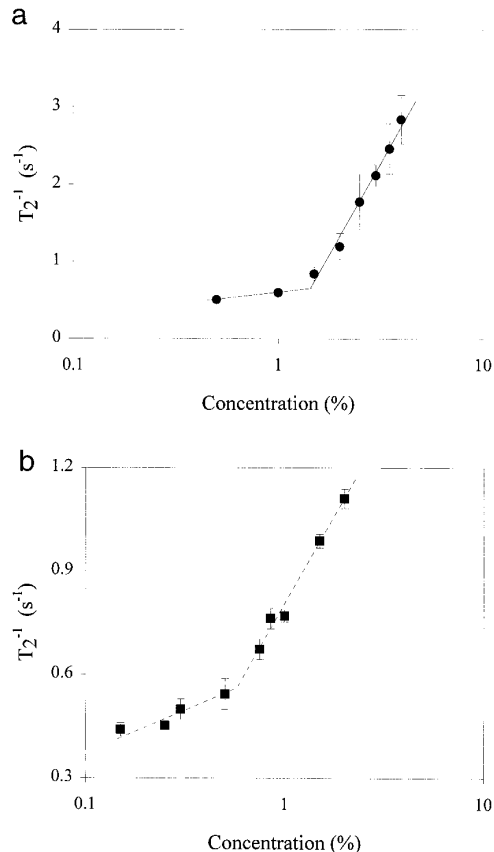 a
4
3
2
1
0
T₂⁻¹ (s⁻¹)
0.1 1 10
Concentration (%)
b
1.2
0.9
0.6
0.3
T₂⁻¹ (s⁻¹)
0.1 1 10
Concentration (%)